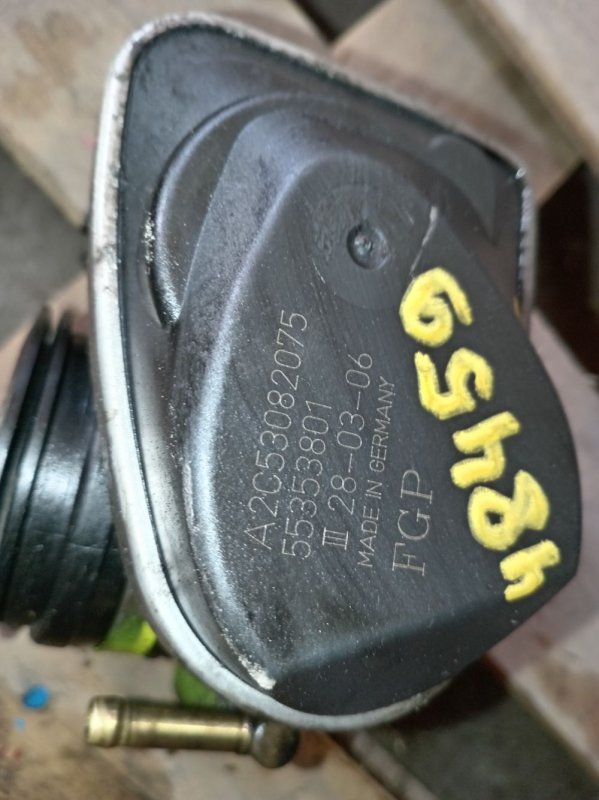 A2C53082075
55353801
III 28-03-06
MADE IN GERMANY
FGP
48459